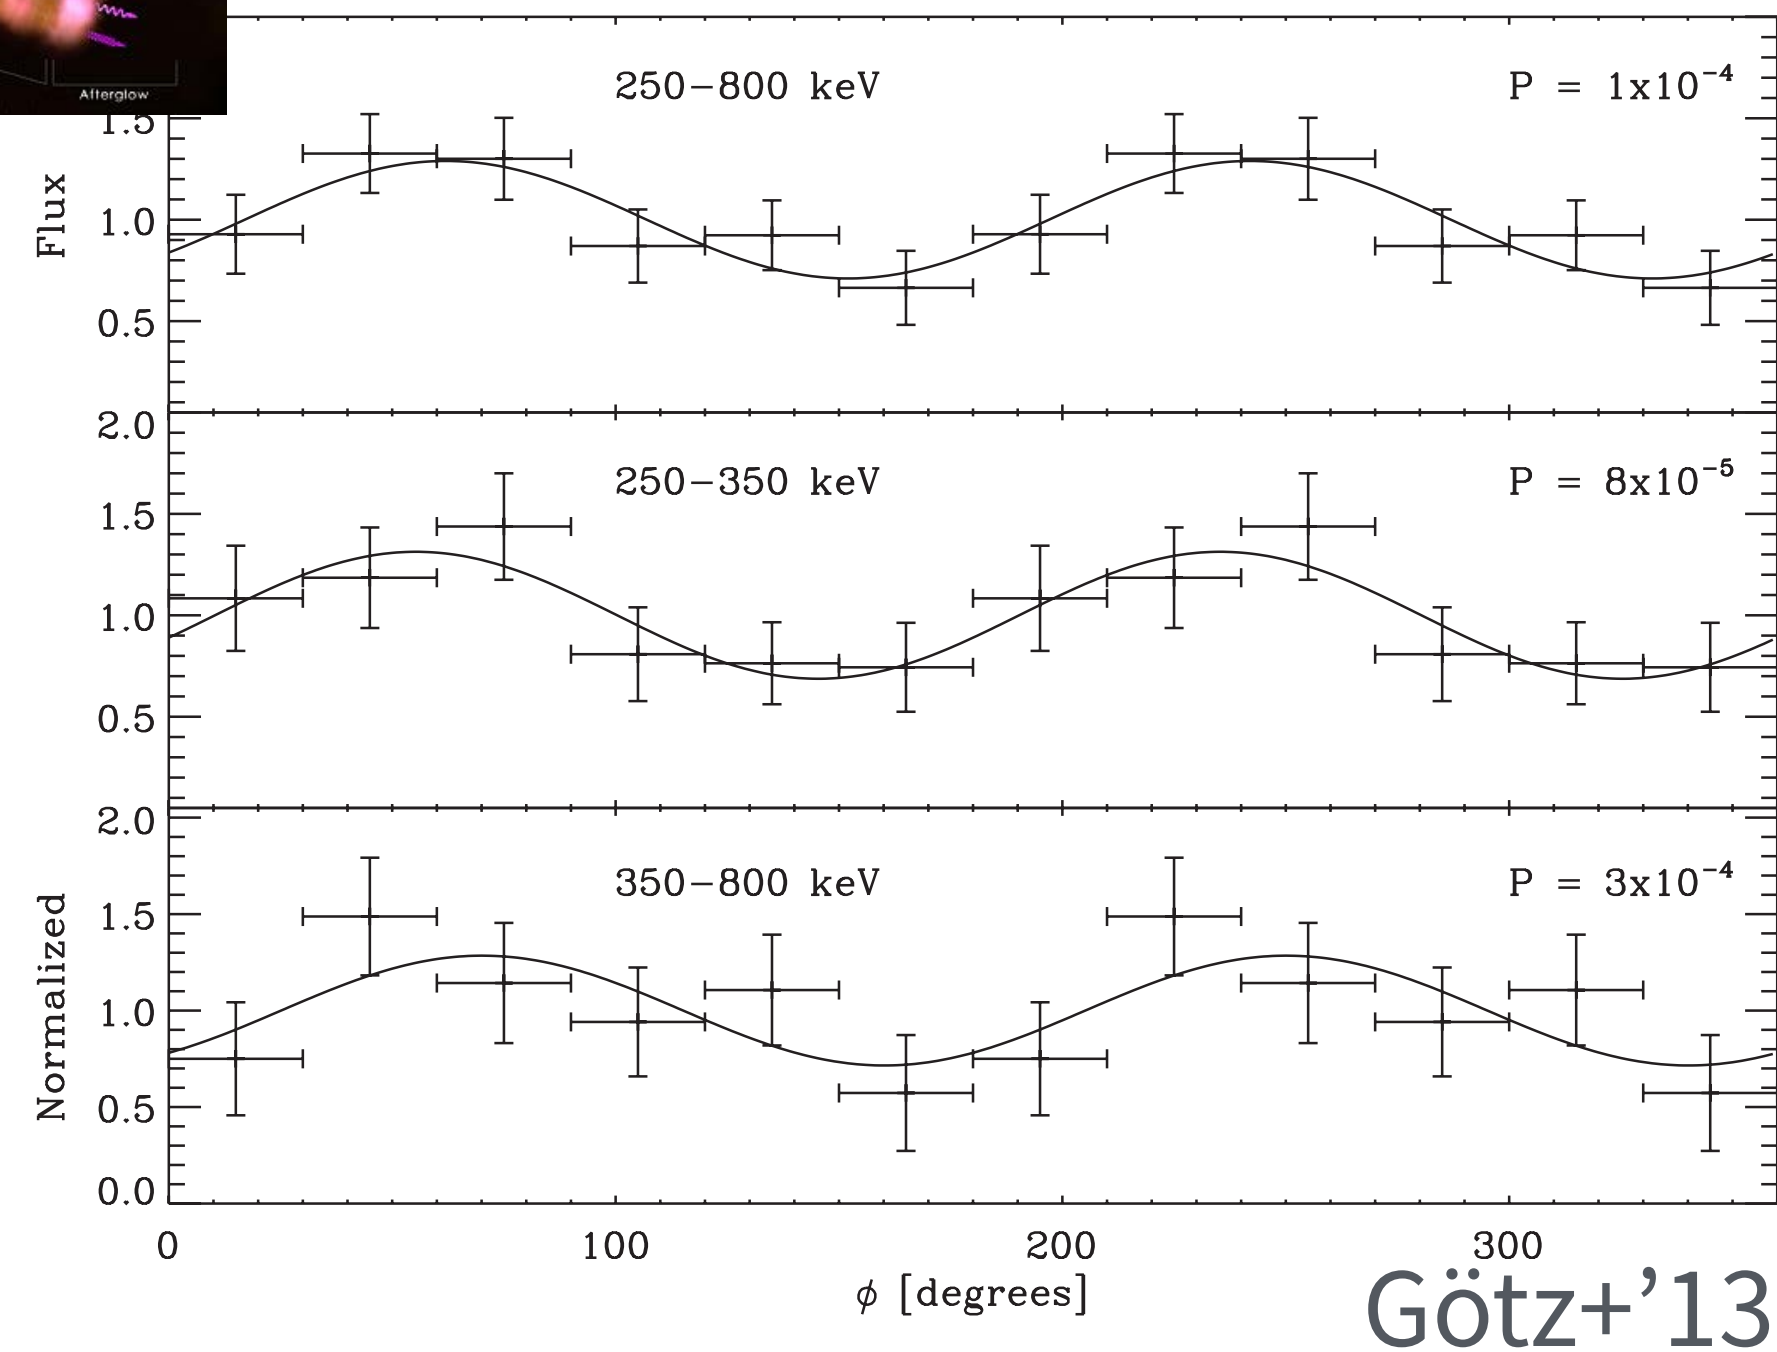 Afterglow
250−800 keV
P = 1x10⁻⁴
1.5
1.0
0.5
Flux
250−350 keV
P = 8x10⁻⁵
2.0
1.5
1.0
0.5
350−800 keV
P = 3x10⁻⁴
2.0
1.5
1.0
0.5
0.0
Normalized
0 100 200 300
ϕ [degrees]
Götz+’13